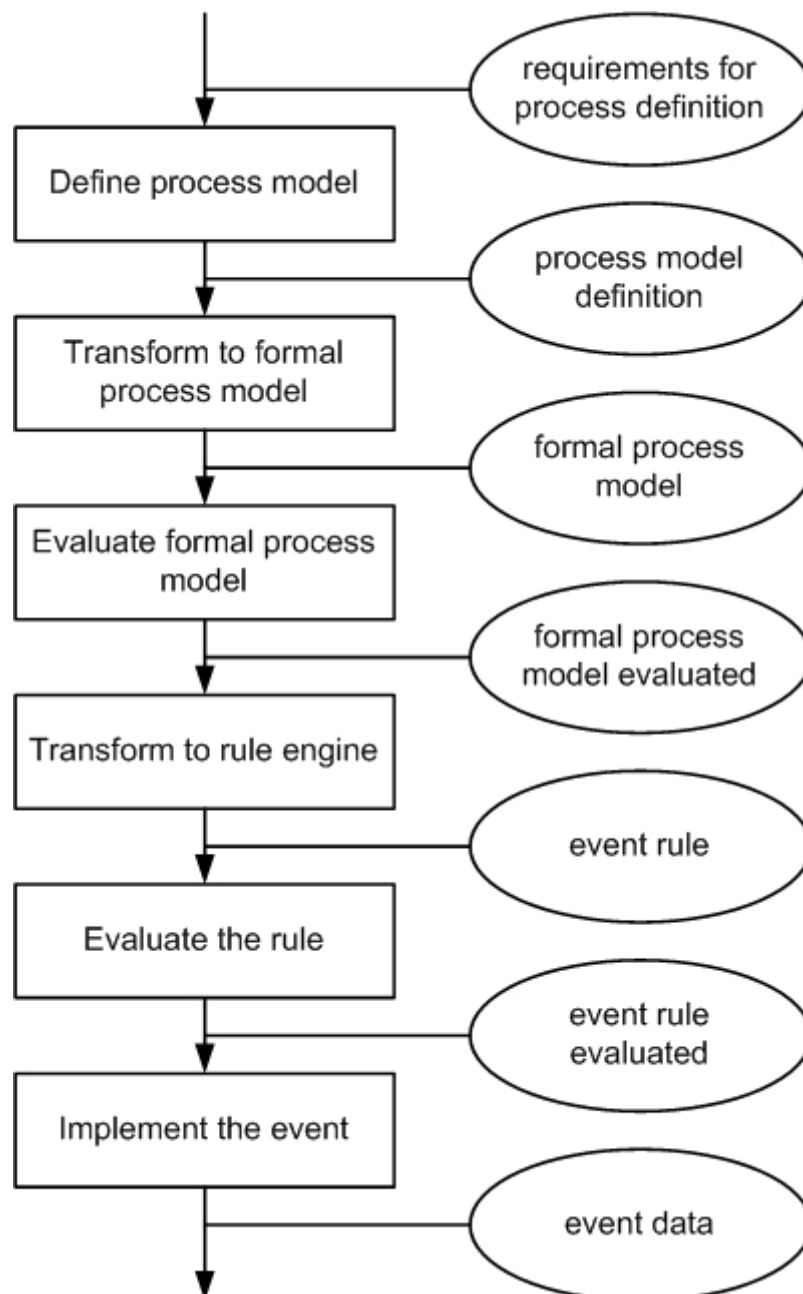 requirements for
process definition
Define process model
process model
definition
Transform to formal
process model
formal process
model
Evaluate formal process
model
formal process
model evaluated
Transform to rule engine
event rule
Evaluate the rule
event rule
evaluated
Implement the event
event data